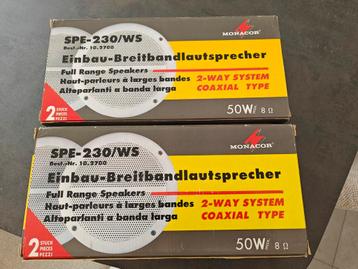 SPE-230/WS
Best.-Nr. 10.2700
MONACOR
Einbau-Breitbandlautsprecher
Full Range Speakers
Haut-parleurs à larges bandes
Altoparlanti a banda larga
2-WAY SYSTEM
COAXIAL TYPE
2 STÜCK
PIECES
PEZZI
50W
8 Ω
SPE-230/WS
Best.-Nr. 10.2700
MONACOR
Einbau-Breitbandlautsprecher
Full Range Speakers
Haut-parleurs à larges bandes
Altoparlanti a banda larga
2-WAY SYSTEM
COAXIAL TYPE
2 STÜCK
PIECES
PEZZI
50W
8 Ω